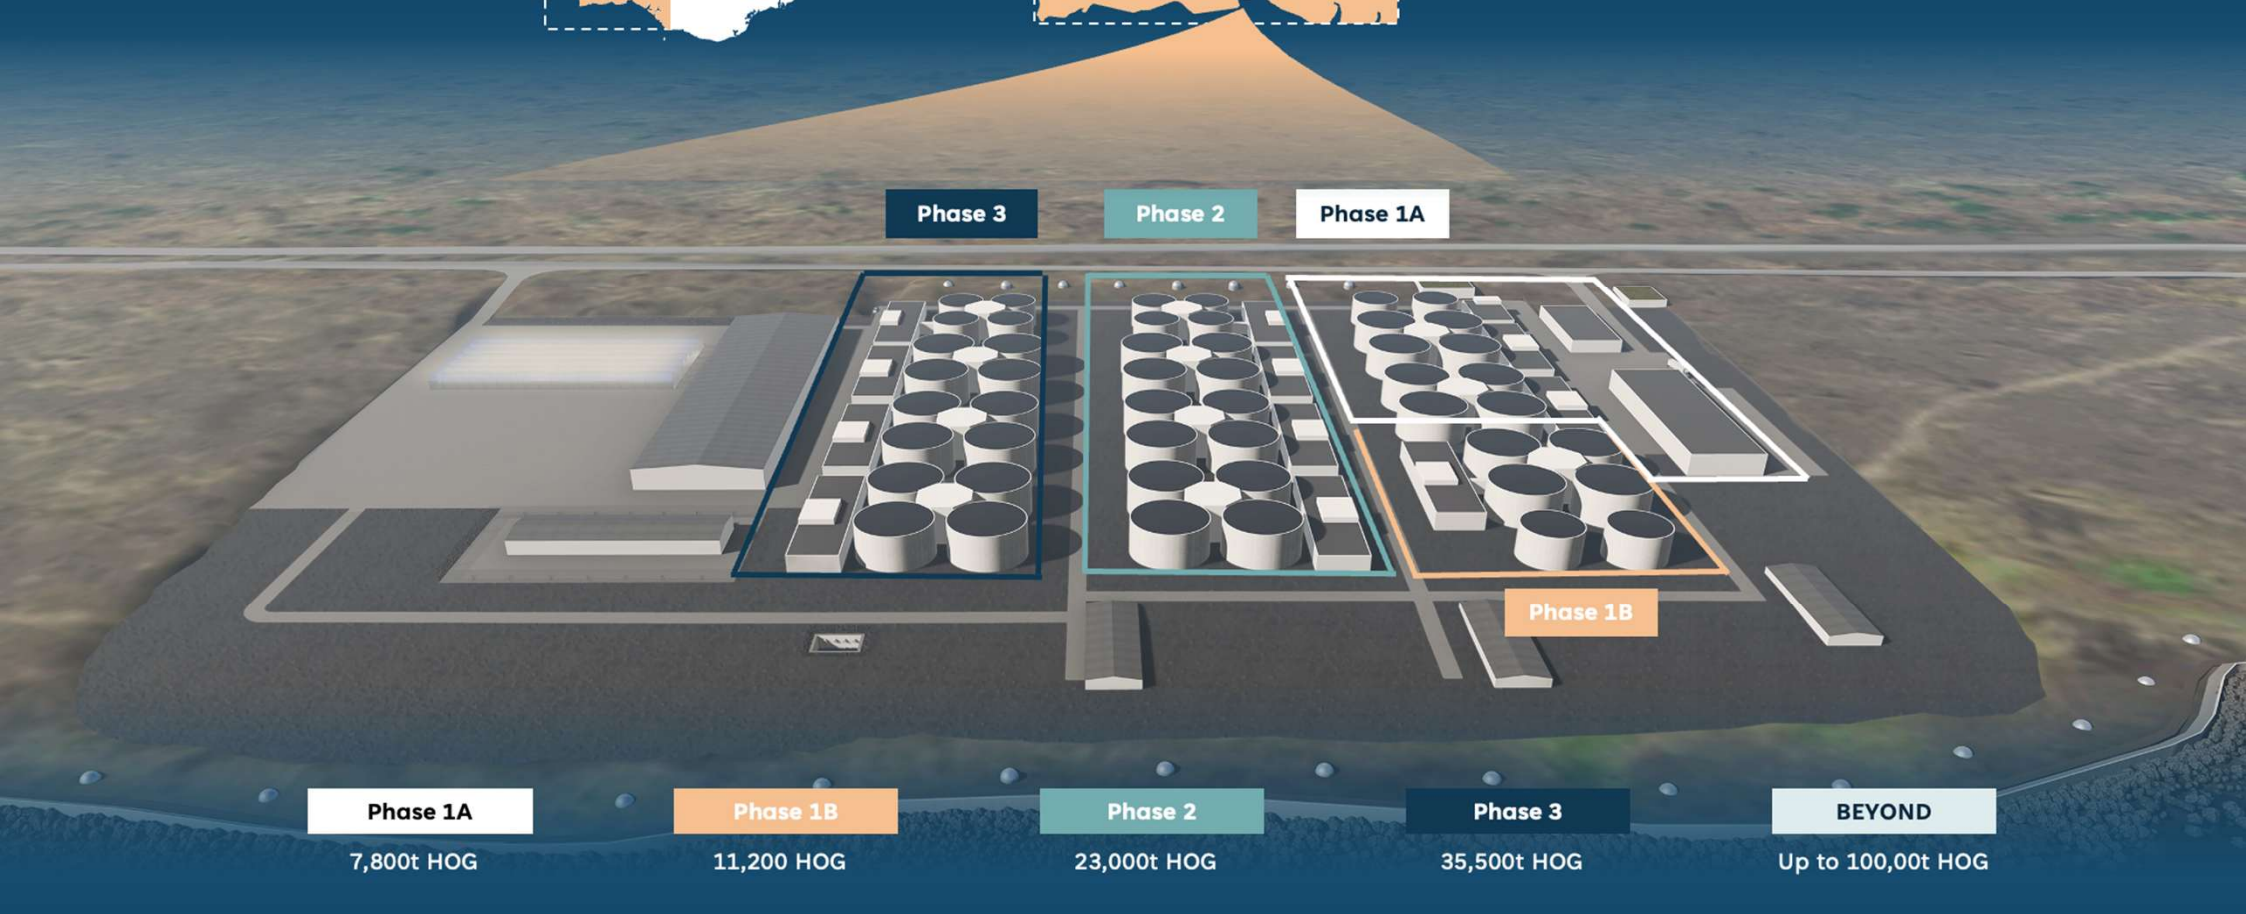 Phase 3
Phase 2
Phase 1A
Phase 1B
Phase 1A
Phase 1B
Phase 2
Phase 3
BEYOND
7,800t HOG
11,200 HOG
23,000t HOG
35,500t HOG
Up to 100,00t HOG